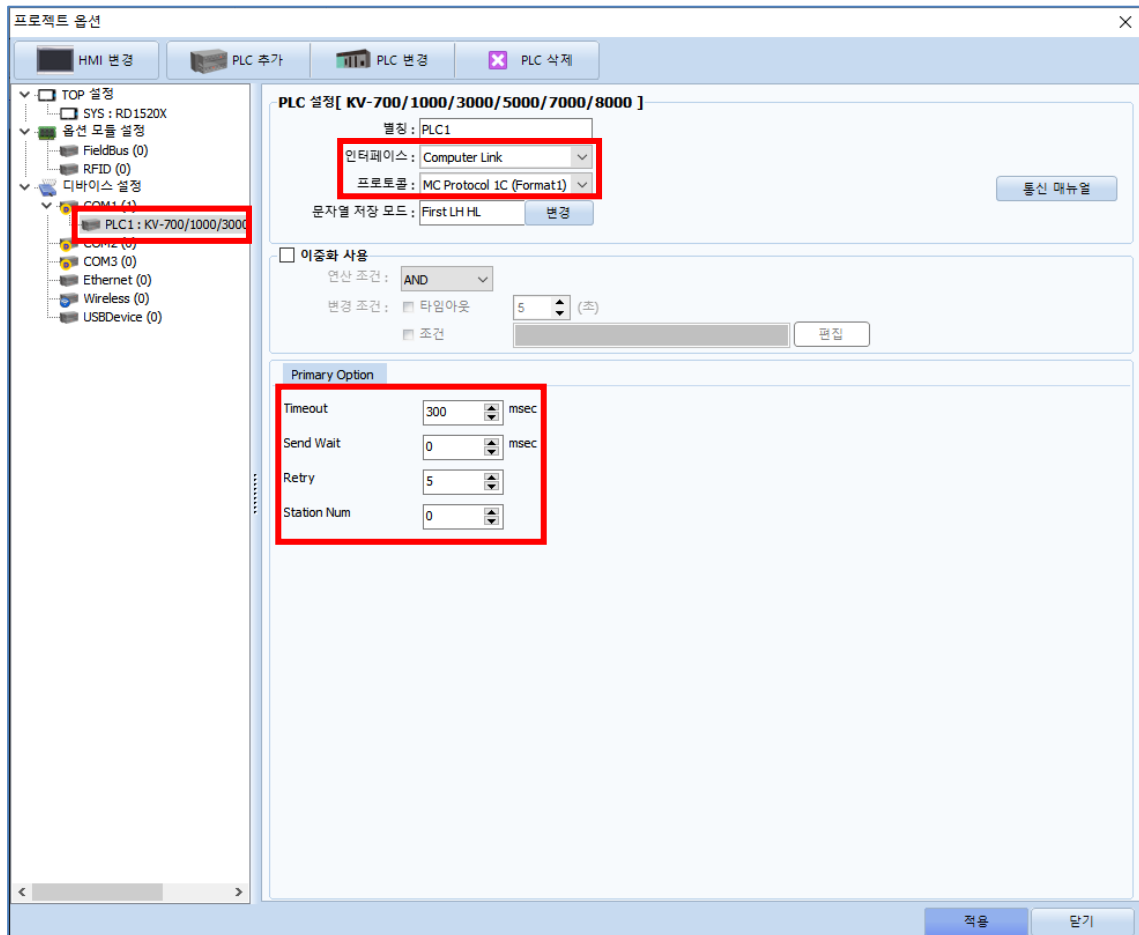 프로젝트 옵션
HMI 변경 PLC 추가 PLC 변경 PLC 삭제
TOP 설정
SYS : RD1520X
옵션 모듈 설정
FieldBus (0)
RFID (0)
디바이스 설정
COM1 (1)
PLC1 : KV-700/1000/3000
COM2 (0)
COM3 (0)
Ethernet (0)
Wireless (0)
USBDevice (0)
PLC 설정[ KV-700/1000/3000/5000/7000/8000 ]
별칭 : PLC1
인터페이스 : Computer Link
프로토콜 : MC Protocol 1C (Format1)
통신 매뉴얼
문자열 저장 모드 : First LH HL 변경
이중화 사용
연산 조건 : AND
변경 조건 : 타임아웃 5 (초)
조건 편집
Primary Option
Timeout 300 msec
Send Wait 0 msec
Retry 5
Station Num 0
적용 닫기